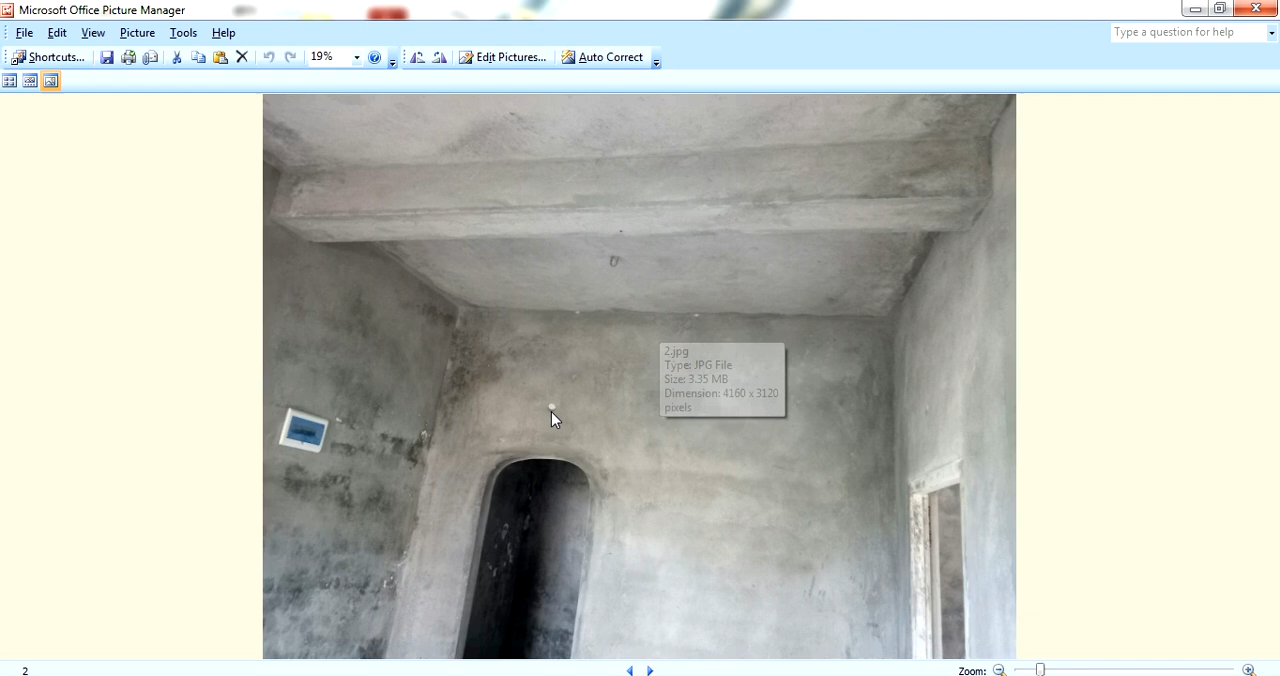 Microsoft Office Picture Manager
File Edit View Picture Tools Help
Type a question for help
Shortcuts... 19% Edit Pictures... Auto Correct
2.jpg
Type: JPG File
Size: 3.35 MB
Dimension: 4160 x 3120
pixels
2
Zoom: